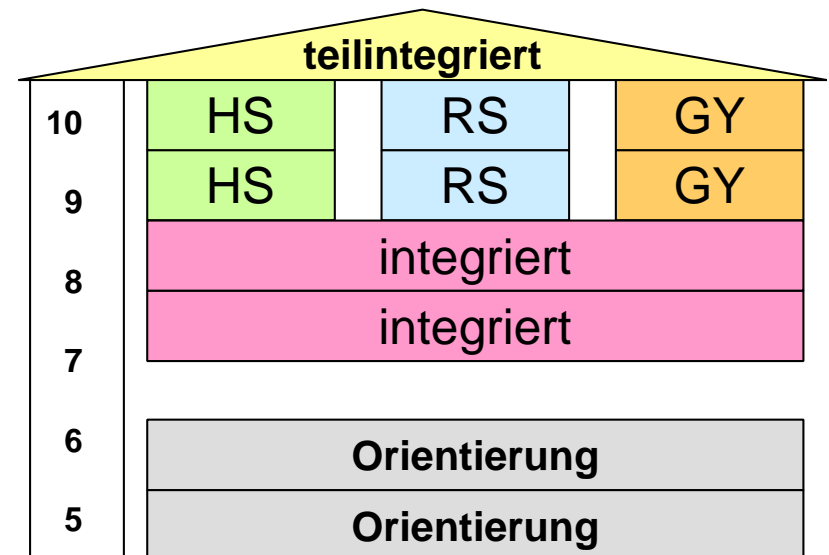 teilintegriert
10 HS RS GY
9 HS RS GY
8 integriert
7 integriert
6 Orientierung
5 Orientierung